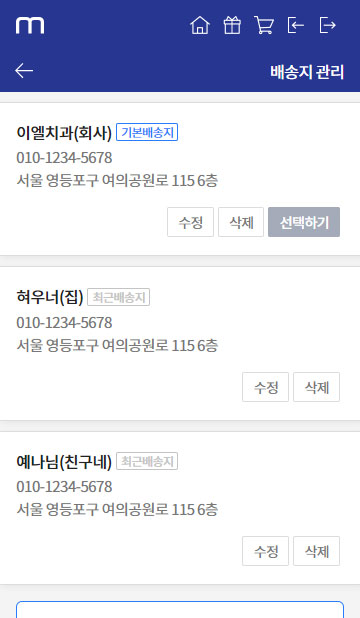 m
배송지 관리
이엘치과(회사) 기본배송지
010-1234-5678
서울 영등포구 여의공원로 115 6층
수정 삭제 선택하기
혀우너(집) 최근배송지
010-1234-5678
서울 영등포구 여의공원로 115 6층
수정 삭제
예나님(친구네) 최근배송지
010-1234-5678
서울 영등포구 여의공원로 115 6층
수정 삭제